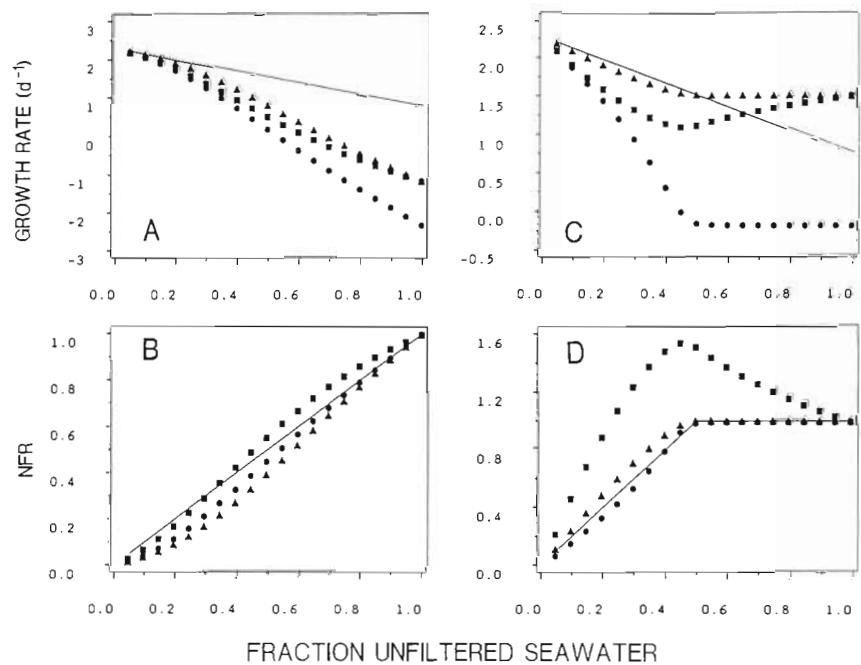 GROWTH RATE (d⁻¹)
3
2
1
0
-1
-2
-3
A
0.0 0.2 0.4 0.6 0.8 1.0
2.5
2.0
1.5
1.0
0.5
-0.0
-0.5
C
0.0 0.2 0.4 0.6 0.8 1.0
NFR
1.0
0.8
0.6
0.4
0.2
0.0
B
0.0 0.2 0.4 0.6 0.8 1.0
1.6
1.2
0.8
0.4
0.0
D
0.0 0.2 0.4 0.6 0.8 1.0
FRACTION UNFILTERED SEAWATER